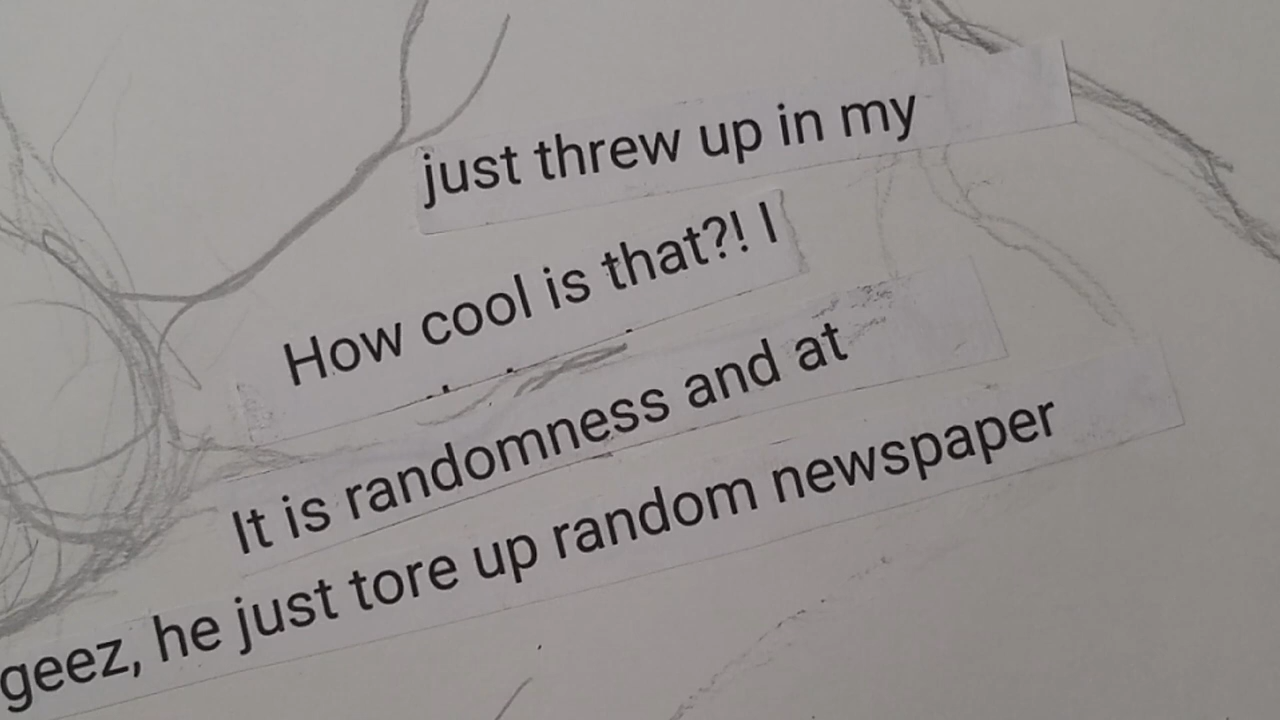 just threw up in my
How cool is that?! I
It is randomness and at
geez, he just tore up random newspaper